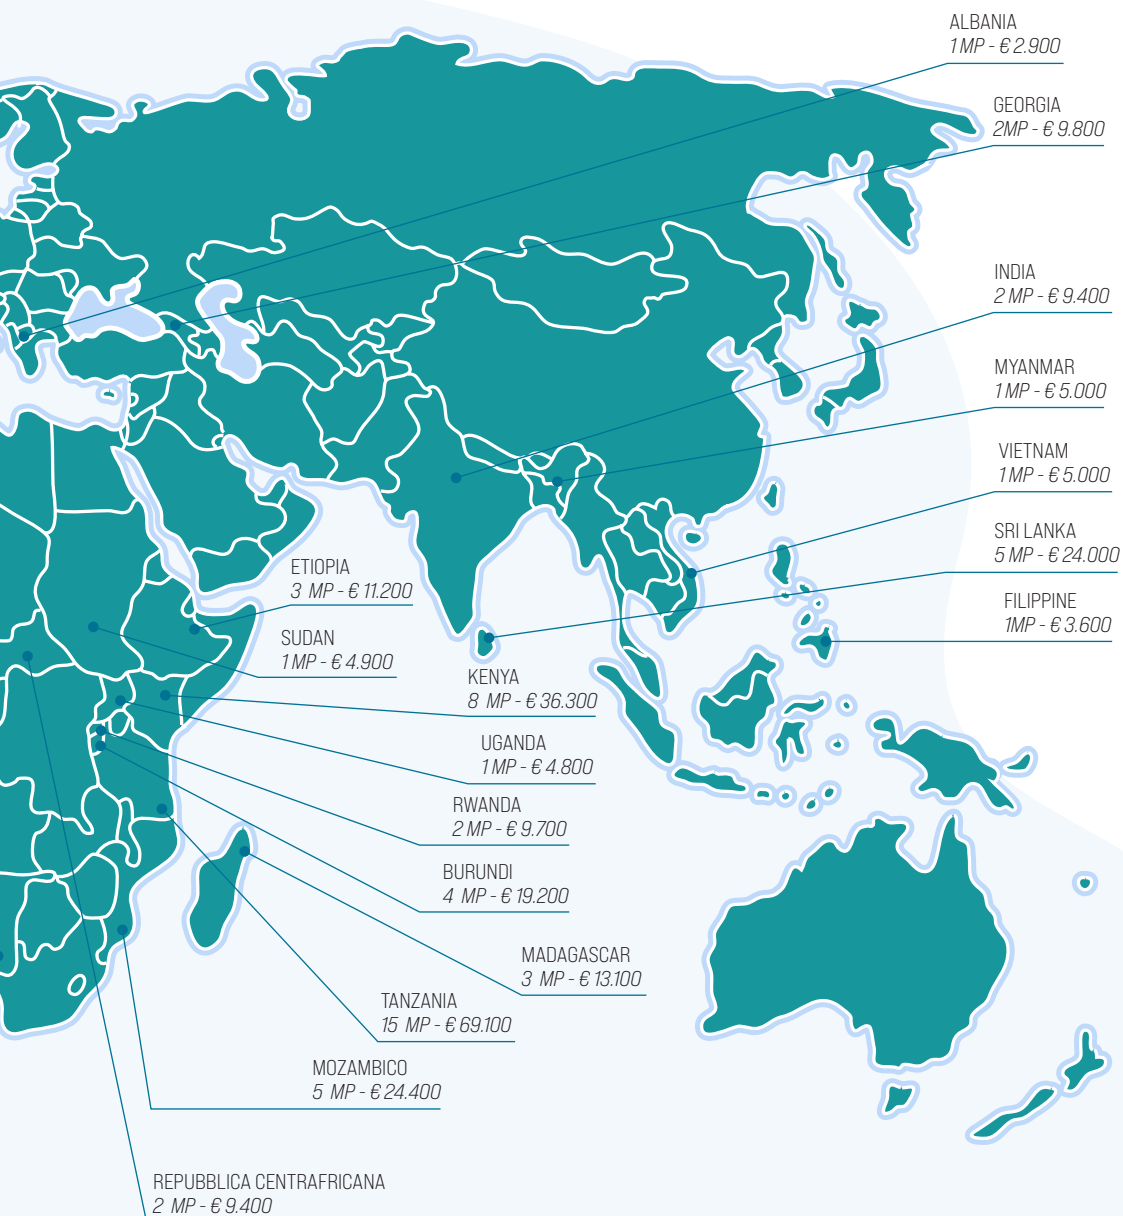 ALBANIA
1 MP - € 2.900
GEORGIA
2MP - € 9.800
INDIA
2 MP - € 9.400
MYANMAR
1 MP - € 5.000
VIETNAM
1 MP - € 5.000
SRI LANKA
5 MP - € 24.000
FILIPPINE
1MP - € 3.600
ETIOPIA
3 MP - € 11.200
SUDAN
1 MP - € 4.900
KENYA
8 MP - € 36.300
UGANDA
1 MP - € 4.800
RWANDA
2 MP - € 9.700
BURUNDI
4 MP - € 19.200
MADAGASCAR
3 MP - € 13.100
TANZANIA
15 MP - € 69.100
MOZAMBICO
5 MP - € 24.400
REPUBBLICA CENTRAFRICANA
2 MP - € 9.400